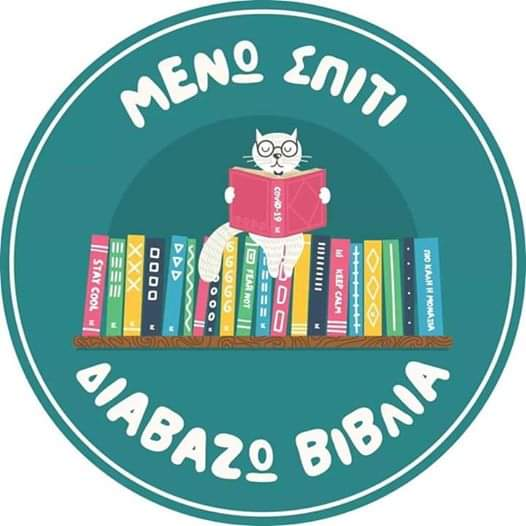 ΜΕΝΩ ΣΠΙΤΙ
COVID-19
STAY COOL
FEAR NOT
KEEP CALM
ΠΙΟ ΚΑΛΗ Η ΜΟΝΑΞΙΑ
ΔΙΑΒΑΖΩ ΒΙΒΛΙΑ